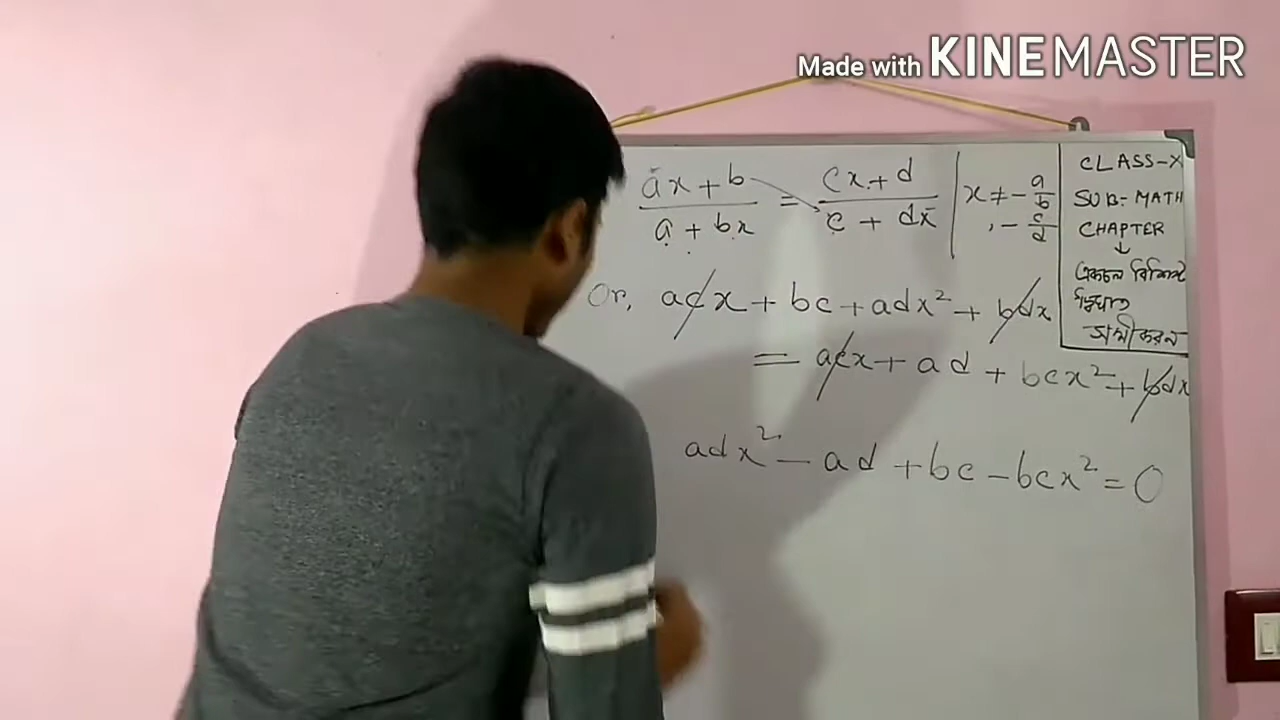 Made with KINEMASTER
ax + b / a + bx = cx + d / c + dx | x ≠ - a/b , - c/d
CLASS-X
SUB- MATH
CHAPTER
↓
একচল বিশিষ্ট
দ্বিঘাত
সমীকরন
Or, acx + bc + adx² + bdx
= acx + ad + bcx² + bdx
adx² - ad + bc - bcx² = 0